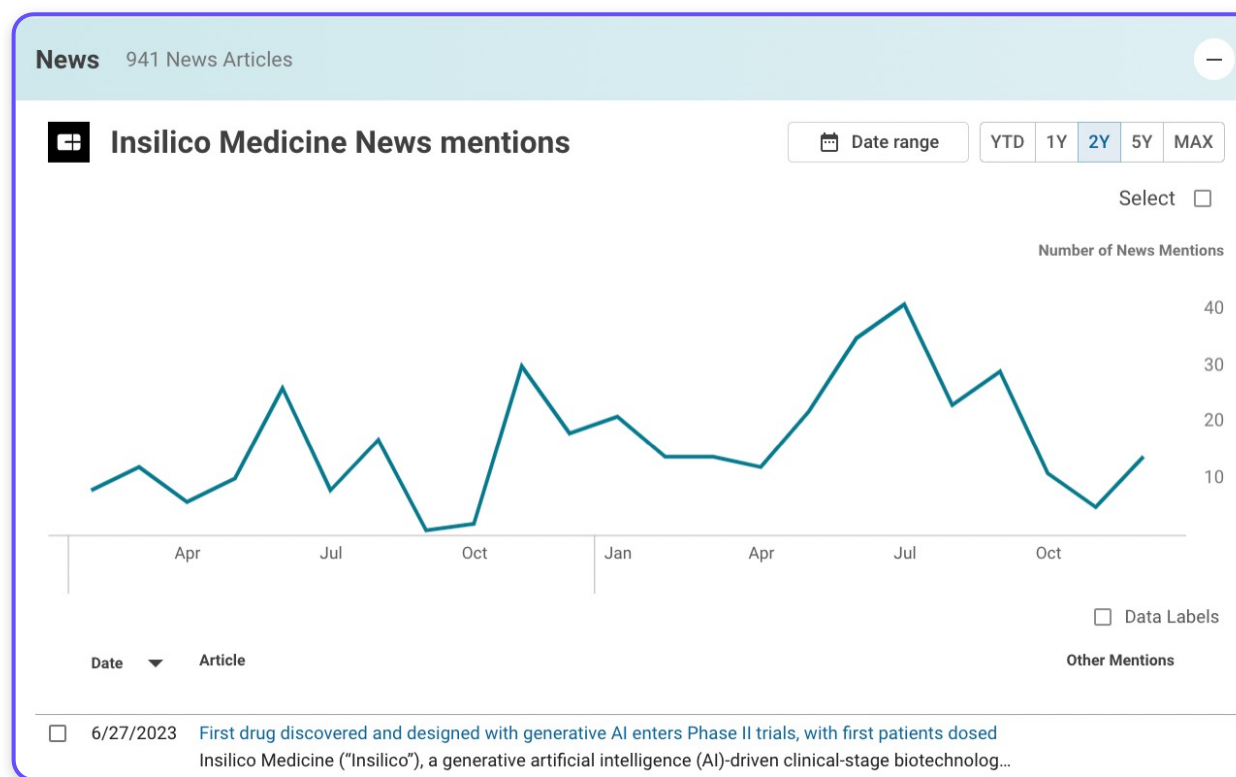 News 941 News Articles
Insilico Medicine News mentions
Date range YTD 1Y 2Y 5Y MAX
Select
Number of News Mentions
40
30
20
10
Apr Jul Oct Jan Apr Jul Oct
Data Labels
Date Article Other Mentions
6/27/2023 First drug discovered and designed with generative AI enters Phase II trials, with first patients dosed
Insilico Medicine (“Insilico”), a generative artificial intelligence (AI)-driven clinical-stage biotechnolog...